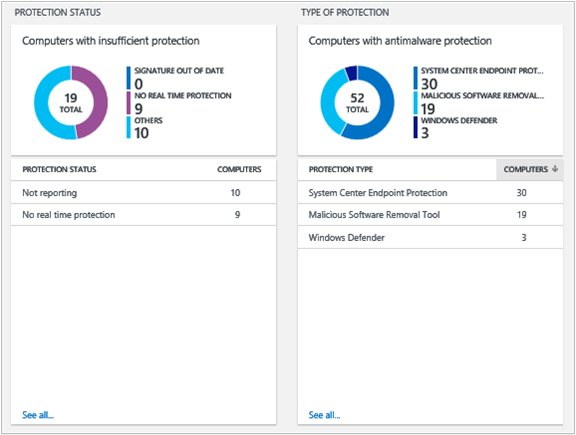 PROTECTION STATUS
Computers with insufficient protection
19
TOTAL
SIGNATURE OUT OF DATE
0
NO REAL TIME PROTECTION
9
OTHERS
10
PROTECTION STATUS COMPUTERS
Not reporting 10
No real time protection 9
See all...
TYPE OF PROTECTION
Computers with antimalware protection
52
TOTAL
SYSTEM CENTER ENDPOINT PROT...
30
MALICIOUS SOFTWARE REMOVAL...
19
WINDOWS DEFENDER
3
PROTECTION TYPE COMPUTERS
System Center Endpoint Protection 30
Malicious Software Removal Tool 19
Windows Defender 3
See all...